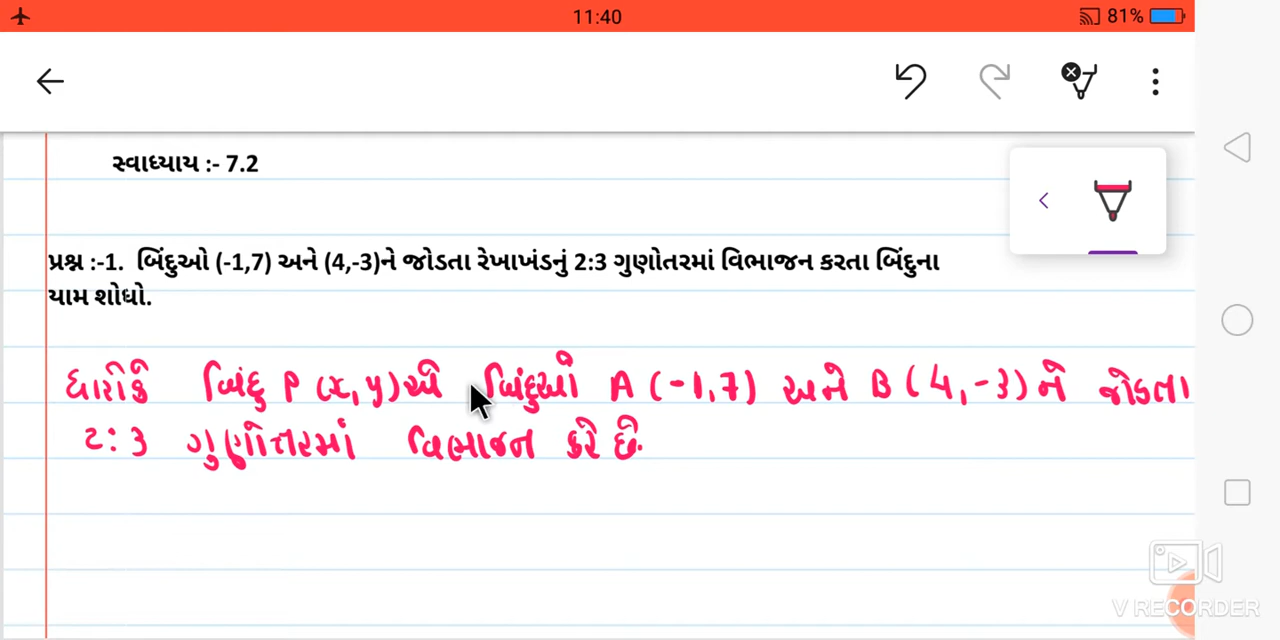 11:40
81%
સ્વાધ્યાય :- 7.2
પ્રશ્ન :-1. બિંદુઓ (-1,7) અને (4,-3)ને જોડતા રેખાખંડનું 2:3 ગુણોતરમાં વિભાજન કરતા બિંદુના
યામ શોધો.
ધારોકે બિંદુ P (x, y)એ બિંદુઓ A (-1,7) અને B (4,-3)ને જોડતા
2:3 ગુણોત્તરમાં વિભાજન કરે છે.
V RECORDER